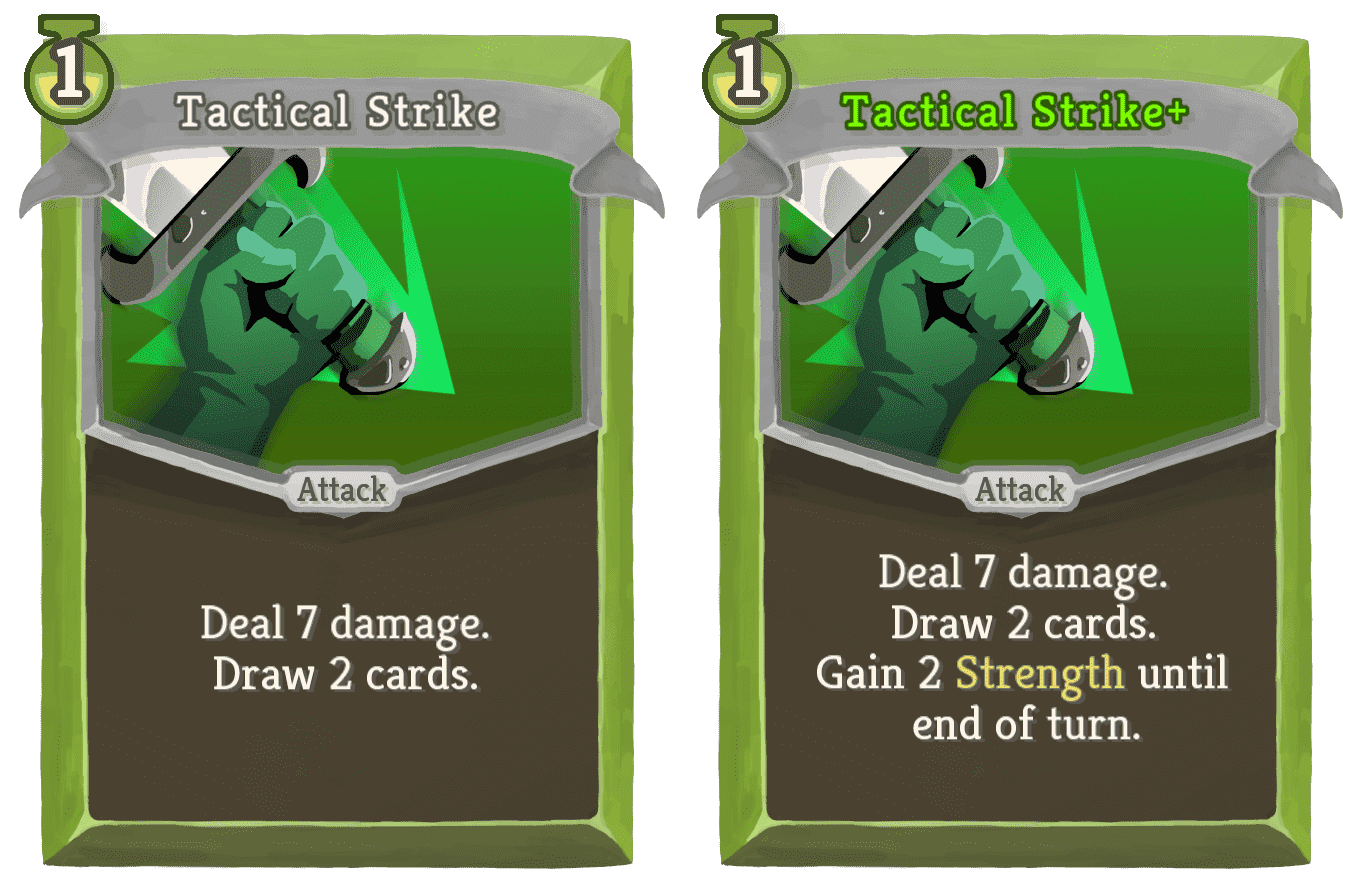 1
Tactical Strike
Attack
Deal 7 damage.
Draw 2 cards.
1
Tactical Strike+
Attack
Deal 7 damage.
Draw 2 cards.
Gain 2 Strength until
end of turn.